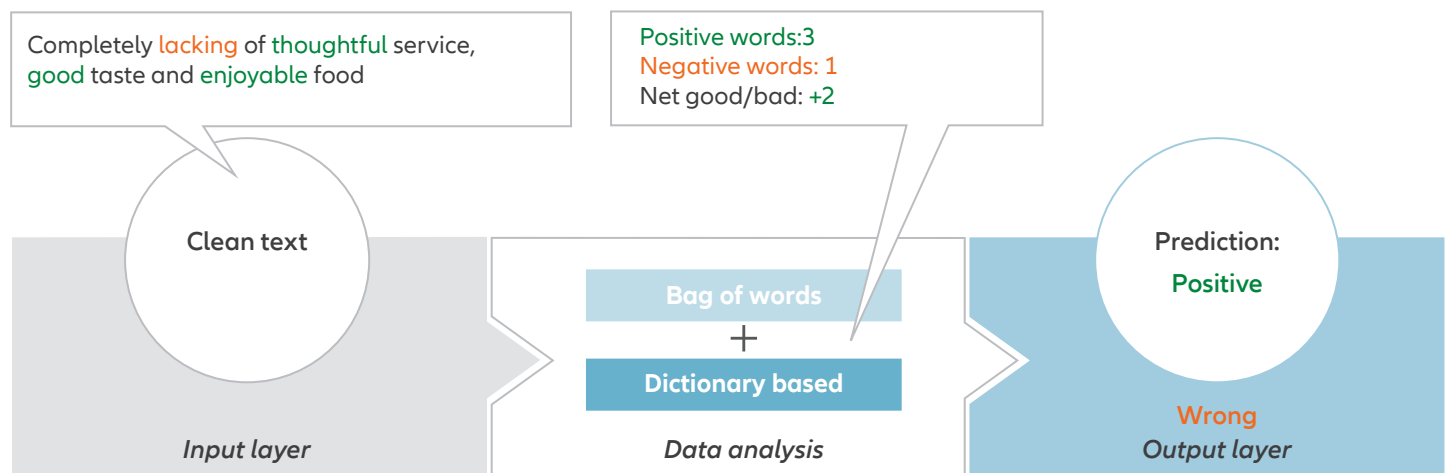 Completely lacking of thoughtful service,
good taste and enjoyable food
Positive words:3
Negative words: 1
Net good/bad: +2
Clean text
Input layer
Bag of words
+
Dictionary based
Data analysis
Prediction:
Positive
Wrong
Output layer